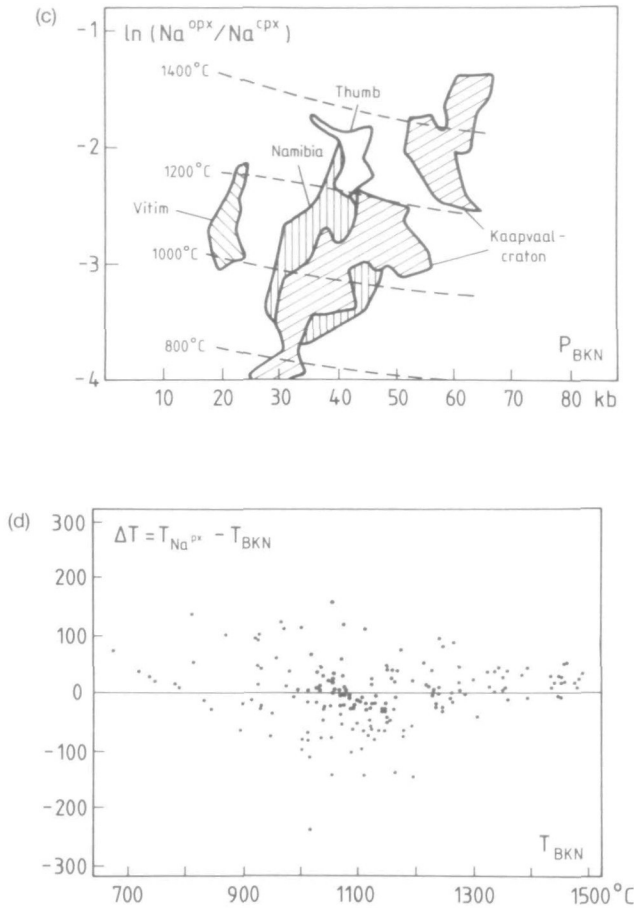 (c)
ln (Na^opx/Na^cpx)
-1
1400°C
Thumb
-2
Namibia
1200°C
Vitim
Kaapvaal-
craton
1000°C
-3
800°C
P_BKN
-4
0 10 20 30 40 50 60 70 80 kb
(d)
300
ΔT = T_Na^px - T_BKN
200
100
0
-100
-200
T_BKN
-300
700 900 1100 1300 1500°C